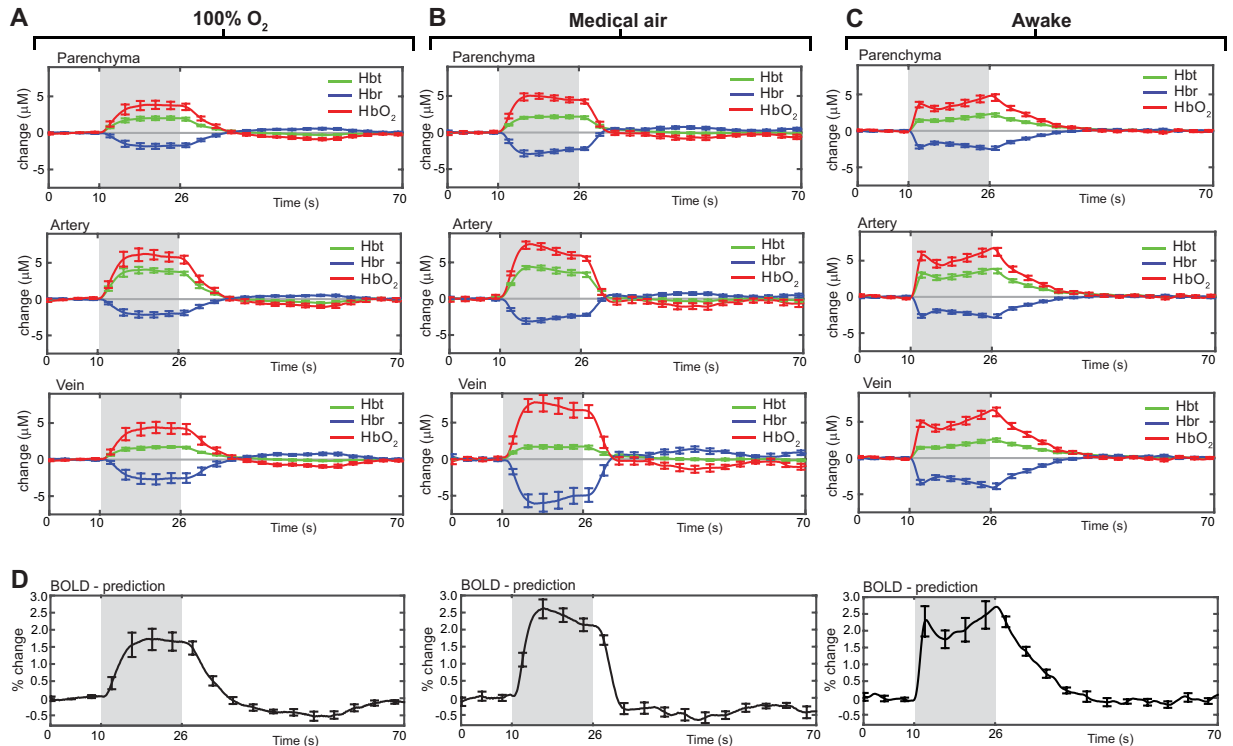 A
100% O2
Parenchyma
change (μM)
5
0
-5
Hbt
Hbr
HbO2
0
10
26
Time (s)
70
Artery
change (μM)
5
0
-5
Hbt
Hbr
HbO2
0
10
26
Time (s)
70
Vein
change (μM)
5
0
-5
Hbt
Hbr
HbO2
0
10
26
Time (s)
70
B
Medical air
Parenchyma
change (μM)
5
0
-5
Hbt
Hbr
HbO2
0
10
26
Time (s)
70
Artery
change (μM)
5
0
-5
Hbt
Hbr
HbO2
0
10
26
Time (s)
70
Vein
change (μM)
5
0
-5
Hbt
Hbr
HbO2
0
10
26
Time (s)
70
C
Awake
Parenchyma
change (μM)
5
0
-5
Hbt
Hbr
HbO2
0
10
26
Time (s)
70
Artery
change (μM)
5
0
-5
Hbt
Hbr
HbO2
0
10
26
Time (s)
70
Vein
change (μM)
5
0
-5
Hbt
Hbr
HbO2
0
10
26
Time (s)
70
D
BOLD - prediction
% change
3.0
2.5
2.0
1.5
1.0
0.5
0
-0.5
0
10
26
Time (s)
70
BOLD - prediction
% change
3.0
2.5
2.0
1.5
1.0
0.5
0
-0.5
0
10
26
Time (s)
70
BOLD - prediction
% change
3.0
2.5
2.0
1.5
1.0
0.5
0
-0.5
0
10
26
Time (s)
70